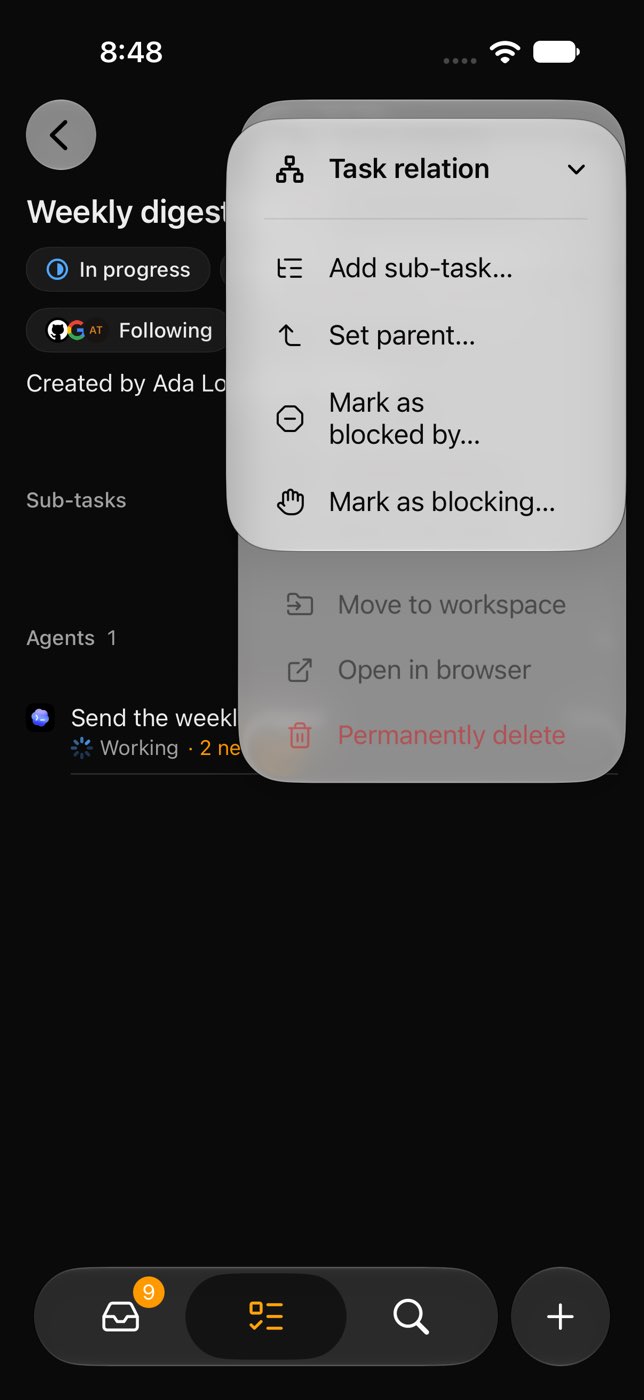 8:48
Task relation
Weekly digest
Add sub-task...
In progress
Set parent...
AT Following
Created by Ada Lo
Mark as
blocked by...
Sub-tasks
Mark as blocking...
Move to workspace
Agents 1
Open in browser
Send the weekl
Permanently delete
Working · 2 ne
9